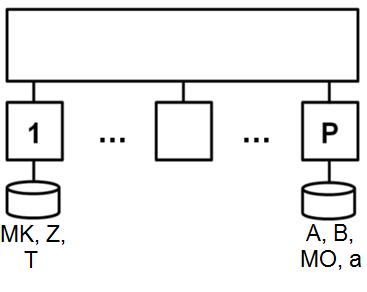 1 ... ... P
MK, Z,
T
A, B,
MO, a